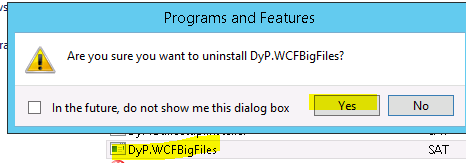 Programs and Features
Are you sure you want to uninstall DyP.WCFBigFiles?
In the future, do not show me this dialog box
Yes
No
DyP.WCFBigFiles
SAT